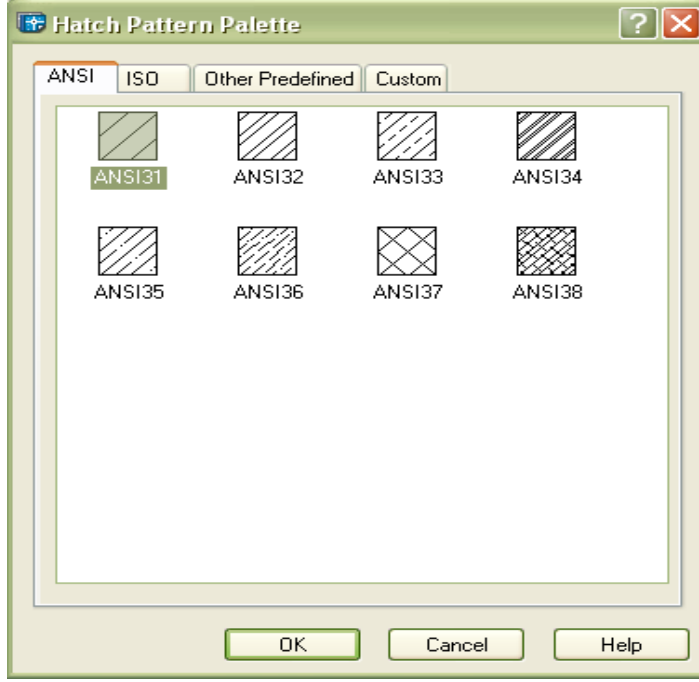 Hatch Pattern Palette
ANSI ISO Other Predefined Custom
ANSI31 ANSI32 ANSI33 ANSI34
ANSI35 ANSI36 ANSI37 ANSI38
OK Cancel Help